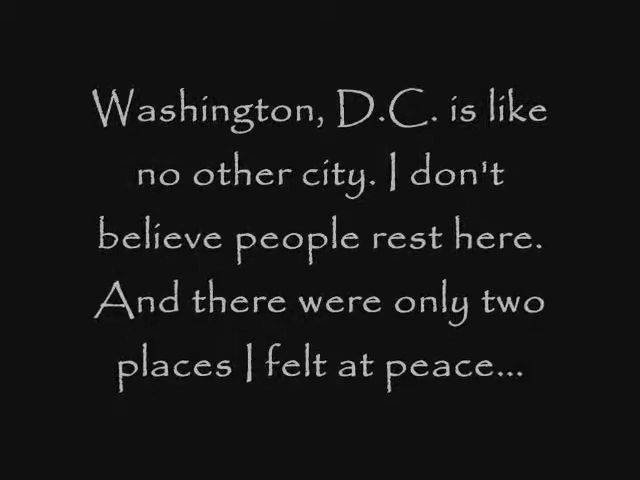 Washington, D.C. is like
no other city. I don't
believe people rest here.
And there were only two
places I felt at peace...